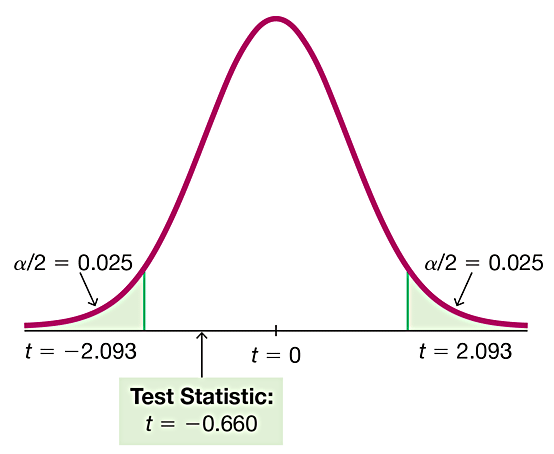 α/2 = 0.025
α/2 = 0.025
t = −2.093
t = 0
t = 2.093
Test Statistic:
t = −0.660